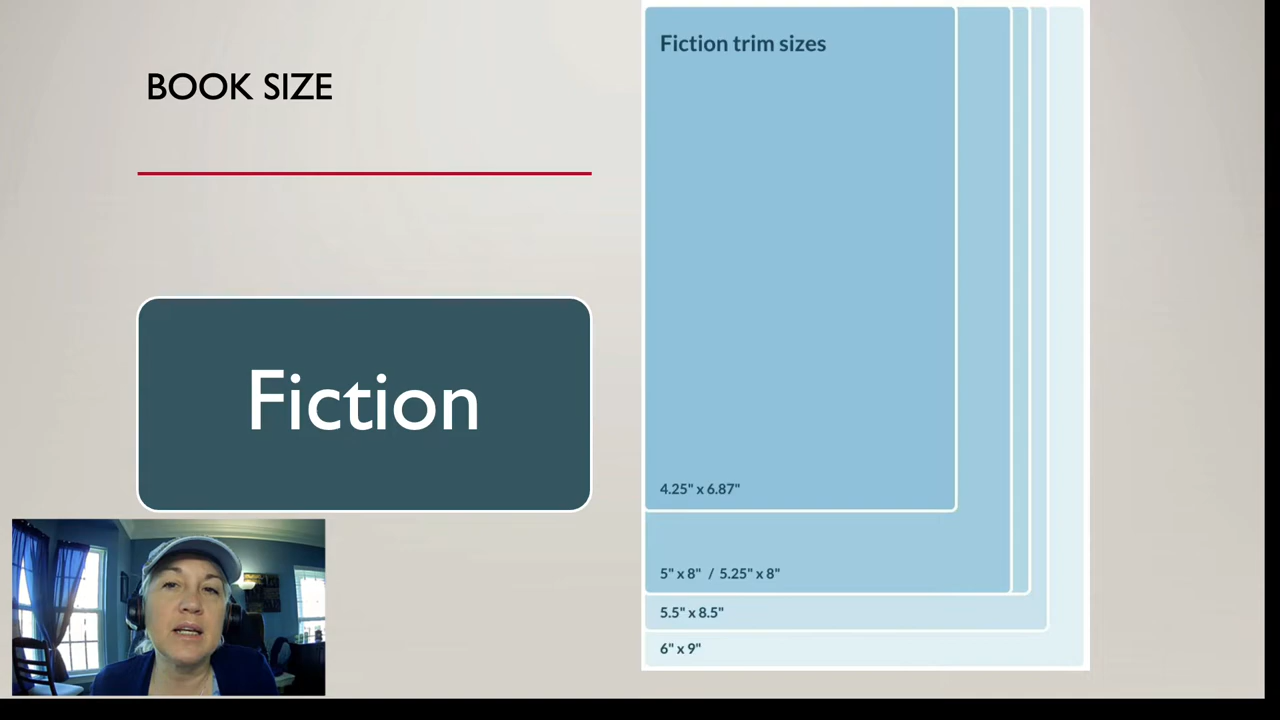 BOOK SIZE
Fiction
Fiction trim sizes
4.25" x 6.87"
5" x 8" / 5.25" x 8"
5.5" x 8.5"
6" x 9"